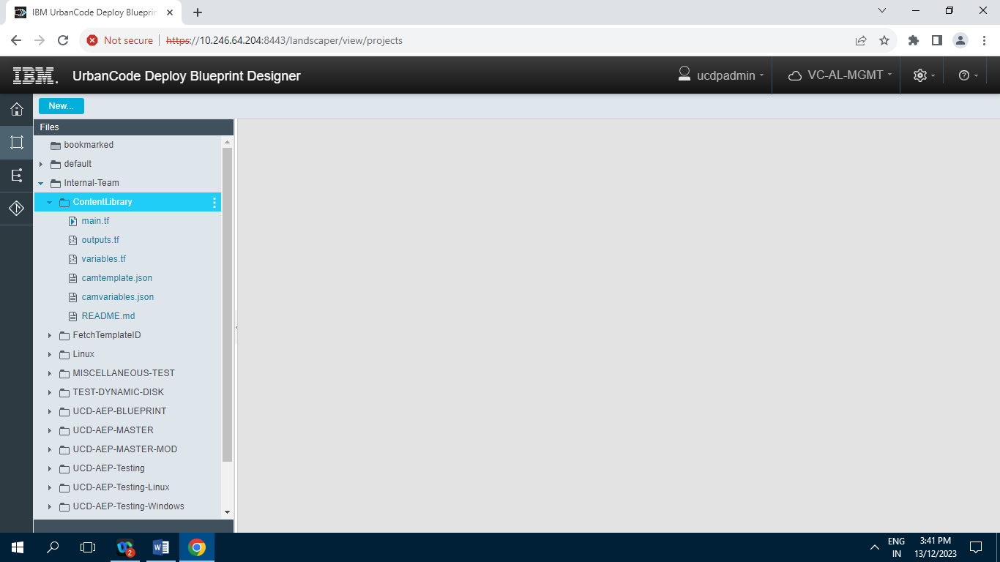 IBM UrbanCode Deploy Blueprin
Not secure https://10.246.64.204:8443/landscaper/view/projects
IBM. UrbanCode Deploy Blueprint Designer ucdpadmin VC-AL-MGMT
New...
Files
bookmarked
default
Internal-Team
ContentLibrary
main.tf
outputs.tf
variables.tf
camtemplate.json
camvariables.json
README.md
FetchTemplateID
Linux
MISCELLANEOUS-TEST
TEST-DYNAMIC-DISK
UCD-AEP-BLUEPRINT
UCD-AEP-MASTER
UCD-AEP-MASTER-MOD
UCD-AEP-Testing
UCD-AEP-Testing-Linux
UCD-AEP-Testing-Windows
2
ENG
IN
3:41 PM
13/12/2023